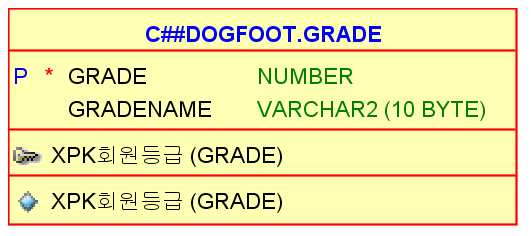 C##DOGFOOT.GRADE
P * GRADE NUMBER
GRADENAME VARCHAR2 (10 BYTE)
XPK회원등급 (GRADE)
XPK회원등급 (GRADE)